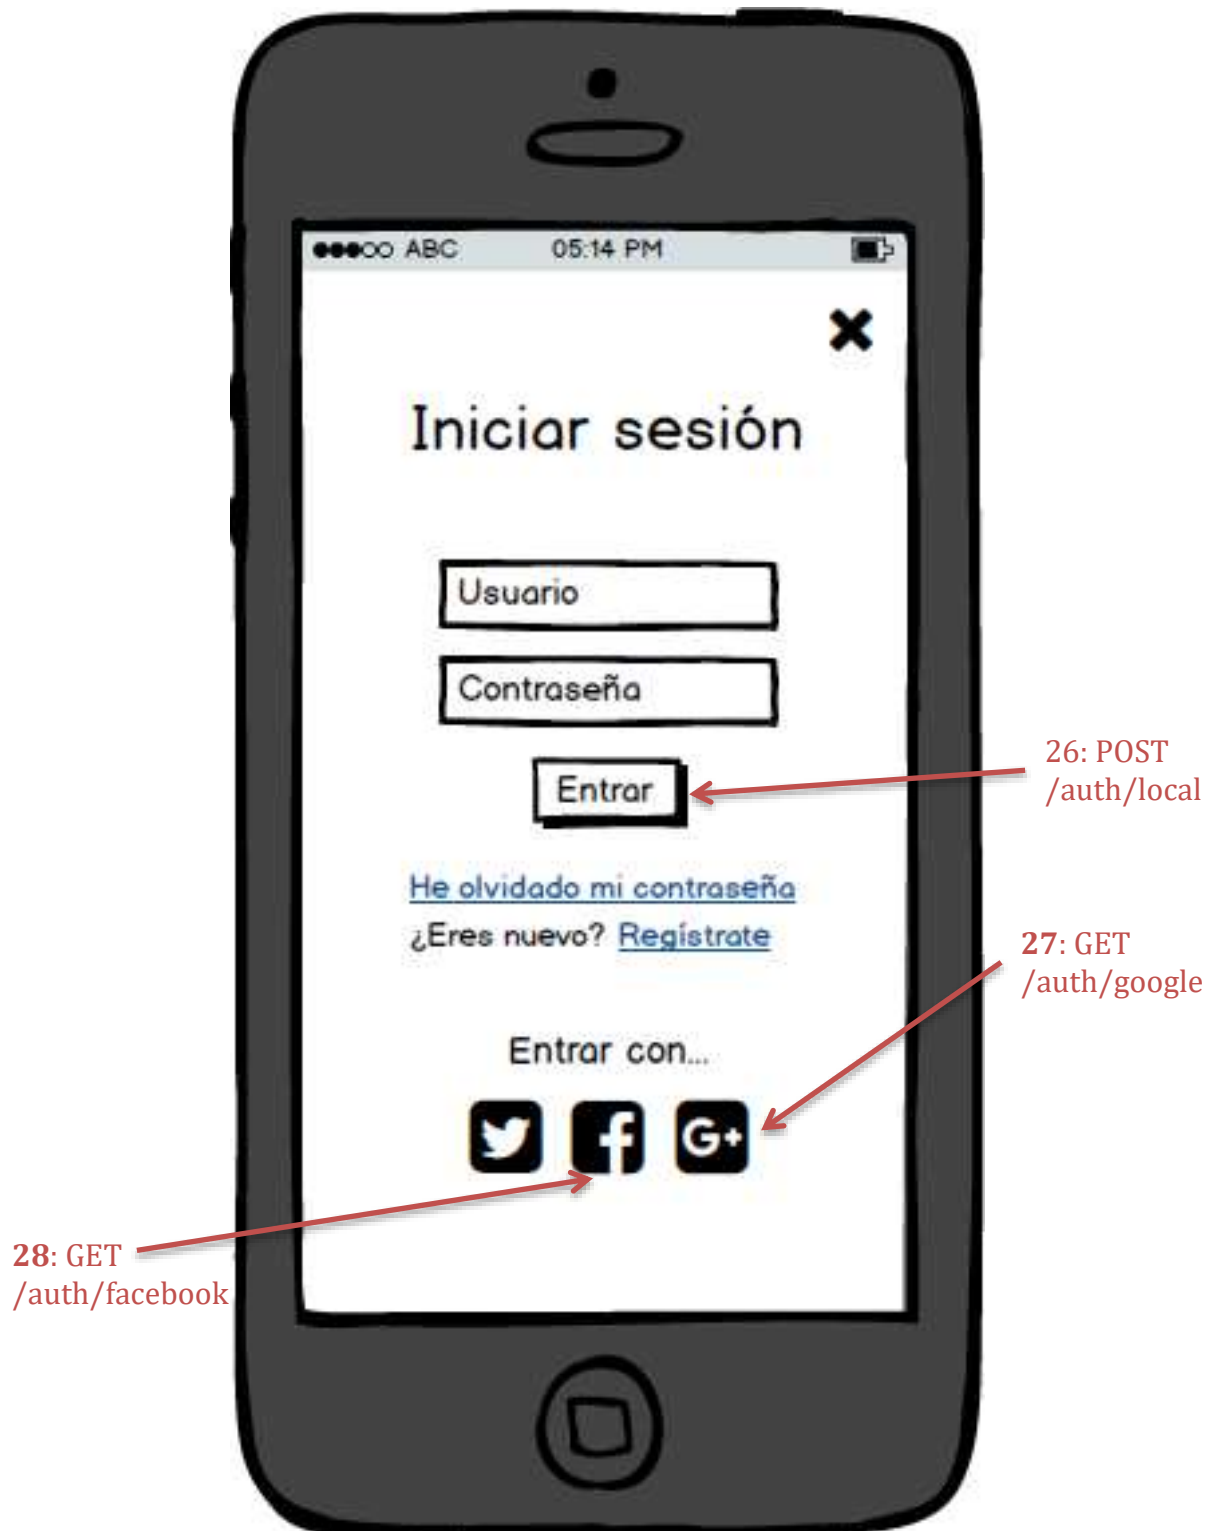 ABC 05:14 PM
Iniciar sesión
Usuario
Contraseña
Entrar
26: POST
/auth/local
He olvidado mi contraseña
¿Eres nuevo? Regístrate
27: GET
/auth/google
Entrar con...
G+
28: GET
/auth/facebook